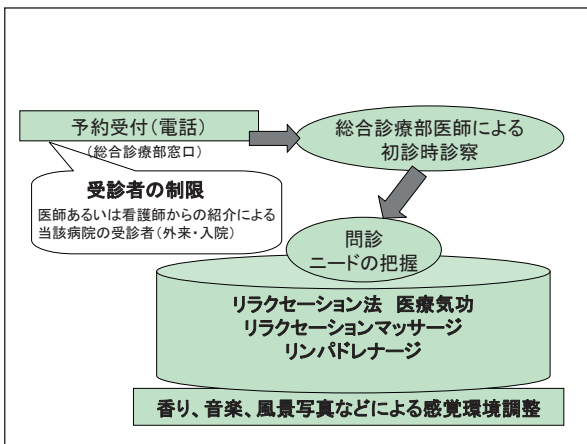 予約受付（電話）
（総合診療部窓口）
総合診療部医師による
初診時診察
受診者の制限
医師あるいは看護師からの紹介による
当該病院の受診者（外来・入院）
問診
ニードの把握
リラクセーション法　医療気功
リラクセーションマッサージ
リンパドレナージ
香り、音楽、風景写真などによる感覚環境調整